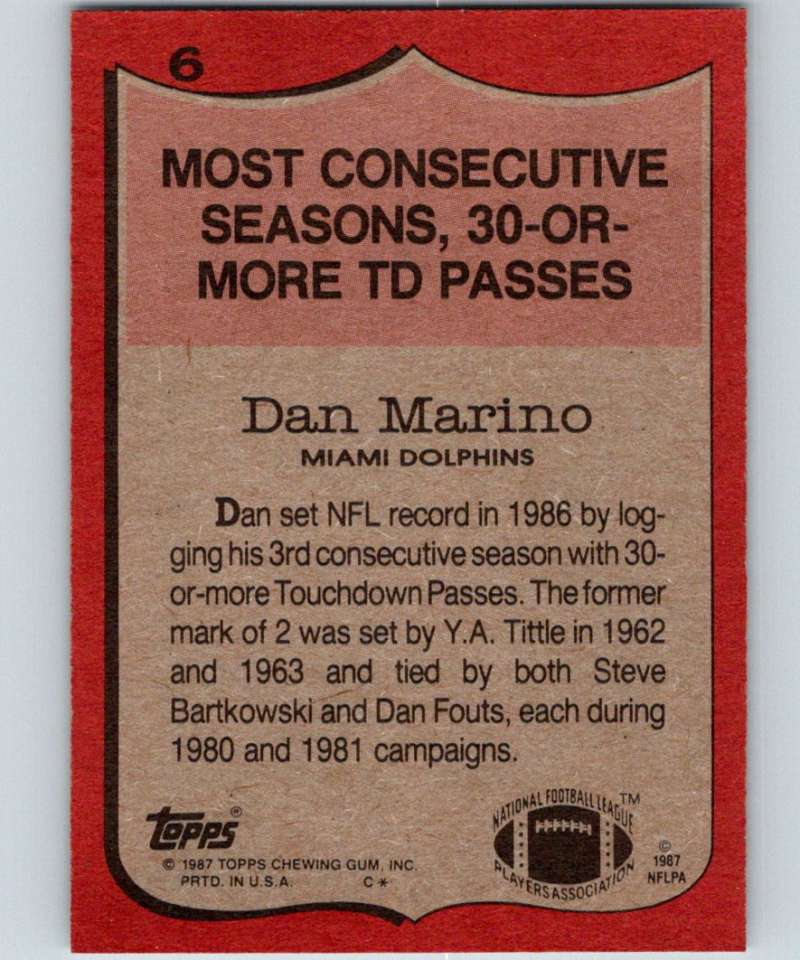 6
MOST CONSECUTIVE
SEASONS, 30-OR-
MORE TD PASSES
Dan Marino
MIAMI DOLPHINS
Dan set NFL record in 1986 by log-
ging his 3rd consecutive season with 30-
or-more Touchdown Passes. The former
mark of 2 was set by Y.A. Tittle in 1962
and 1963 and tied by both Steve
Bartkowski and Dan Fouts, each during
1980 and 1981 campaigns.
topps®
© 1987 TOPPS CHEWING GUM, INC.
PRTD. IN U.S.A. C*
NATIONAL FOOTBALL LEAGUE™
PLAYERS ASSOCIATION
©
1987
NFLPA